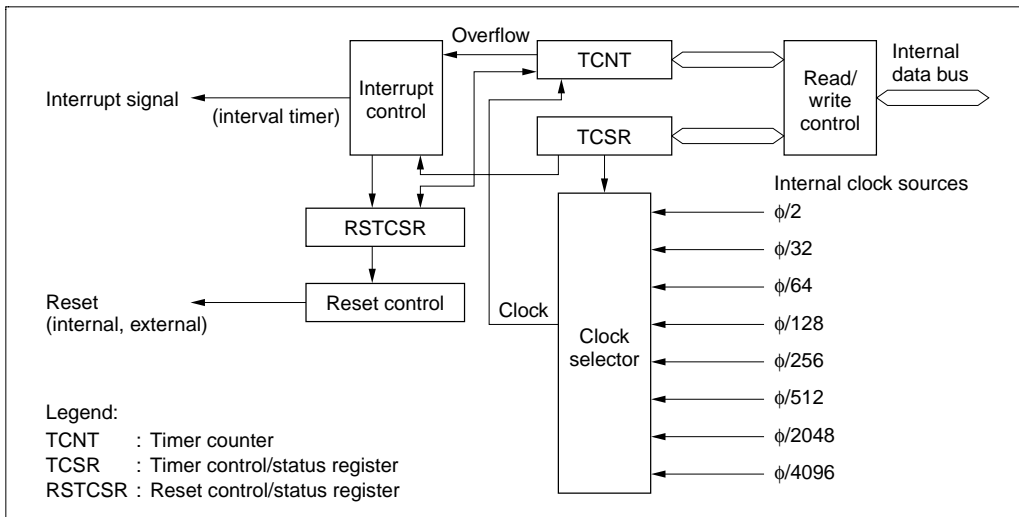 Overflow
TCNT
Internal
data bus
Read/
write
control
Interrupt
control
Interrupt signal
(interval timer)
TCSR
Internal clock sources
RSTCSR
ϕ/2
ϕ/32
ϕ/64
ϕ/128
ϕ/256
ϕ/512
ϕ/2048
ϕ/4096
Reset control
Reset
(internal, external)
Clock
Clock
selector
Legend:
TCNT : Timer counter
TCSR : Timer control/status register
RSTCSR : Reset control/status register